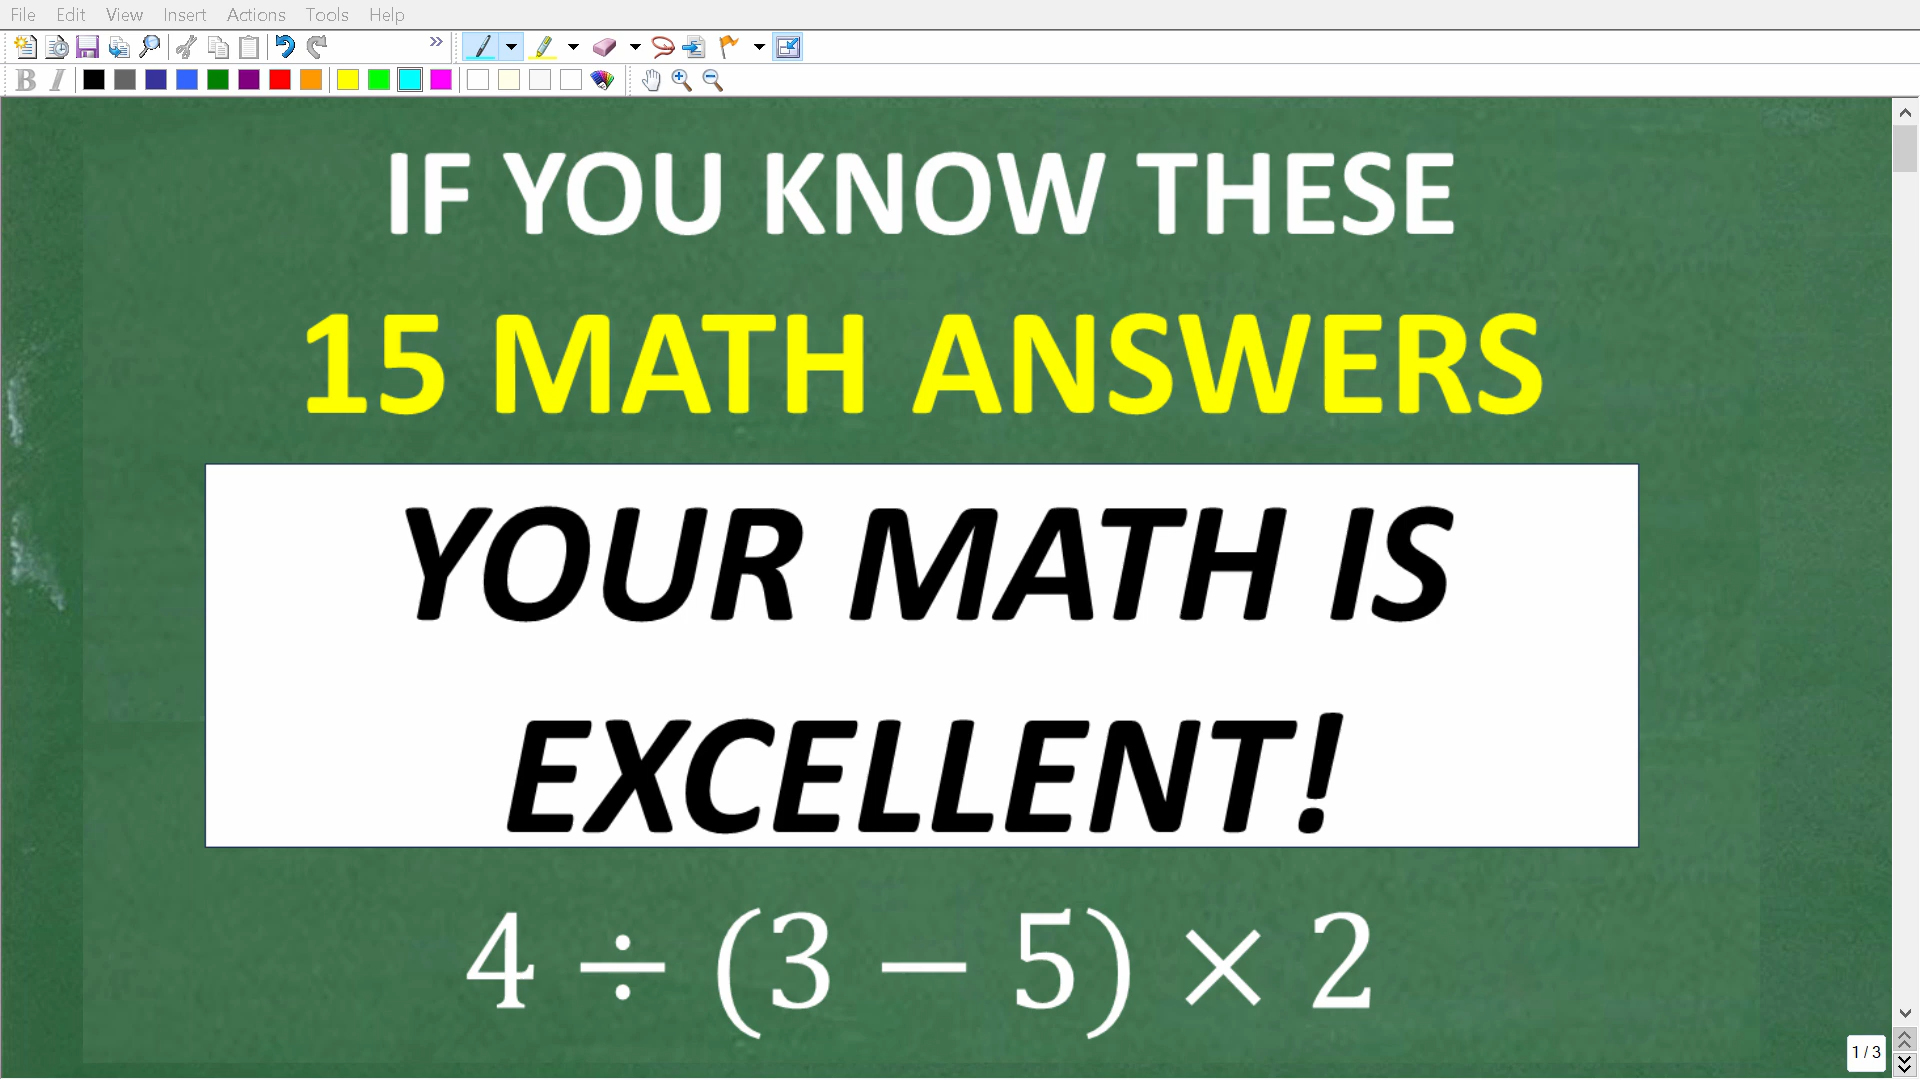 File Edit View Insert Actions Tools Help
B I
IF YOU KNOW THESE
15 MATH ANSWERS
YOUR MATH IS
EXCELLENT!
4 ÷ (3 − 5) × 2
1 / 3